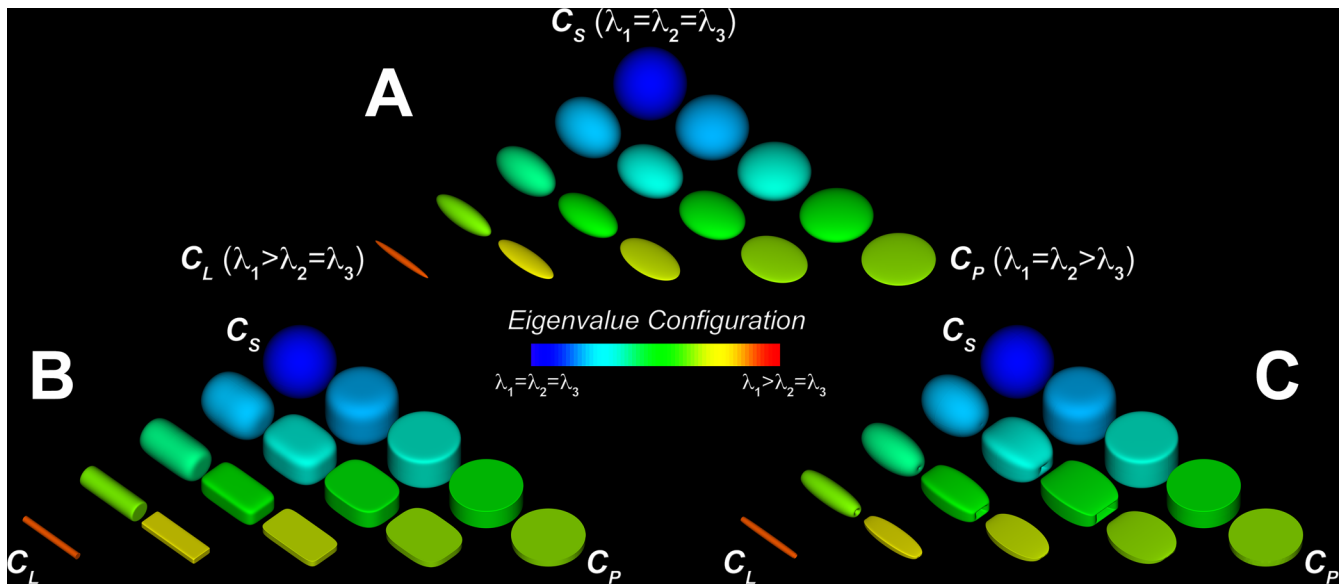 C_S (λ_1=λ_2=λ_3)
A
C_L (λ_1>λ_2=λ_3)
C_P (λ_1=λ_2>λ_3)
Eigenvalue Configuration
λ_1=λ_2=λ_3
λ_1>λ_2=λ_3
B
C_S
C_L
C_P
C
C_S
C_L
C_P